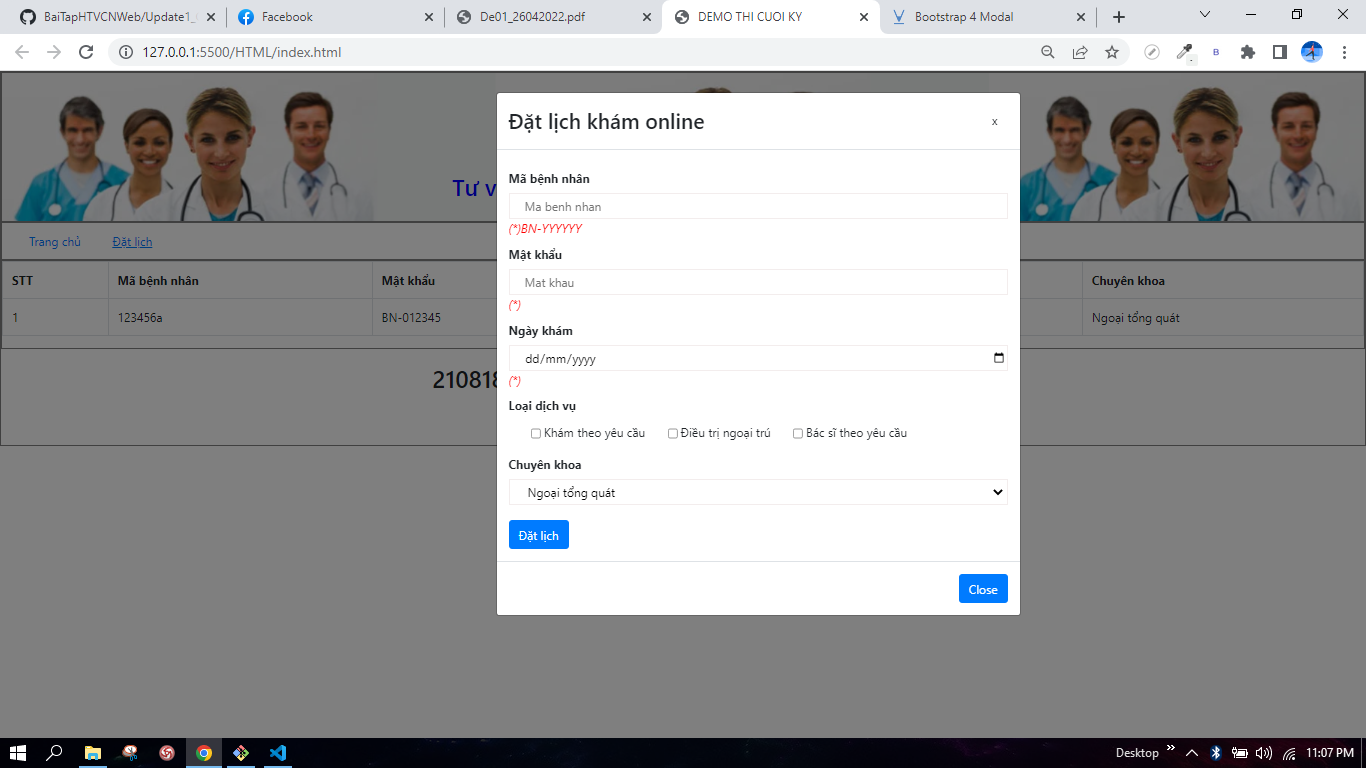 BaiTapHTVCNWeb/Update1_
Facebook
De01_26042022.pdf
DEMO THI CUOI KY
Bootstrap 4 Modal
127.0.0.1:5500/HTML/index.html
B
Đặt lịch khám online
x
Tư v
Trang chủ
Đặt lịch
STT
Mã bệnh nhân
Mật khẩu
Chuyên khoa
1
123456a
BN-012345
Ngoại tổng quát
210818
Mã bệnh nhân
Ma benh nhan
(*)BN-YYYYYY
Mật khẩu
Mat khau
(*)
Ngày khám
dd/mm/yyyy
(*)
Loại dịch vụ
Khám theo yêu cầu
Điều trị ngoại trú
Bác sĩ theo yêu cầu
Chuyên khoa
Ngoại tổng quát
Đặt lịch
Close
Desktop
11:07 PM